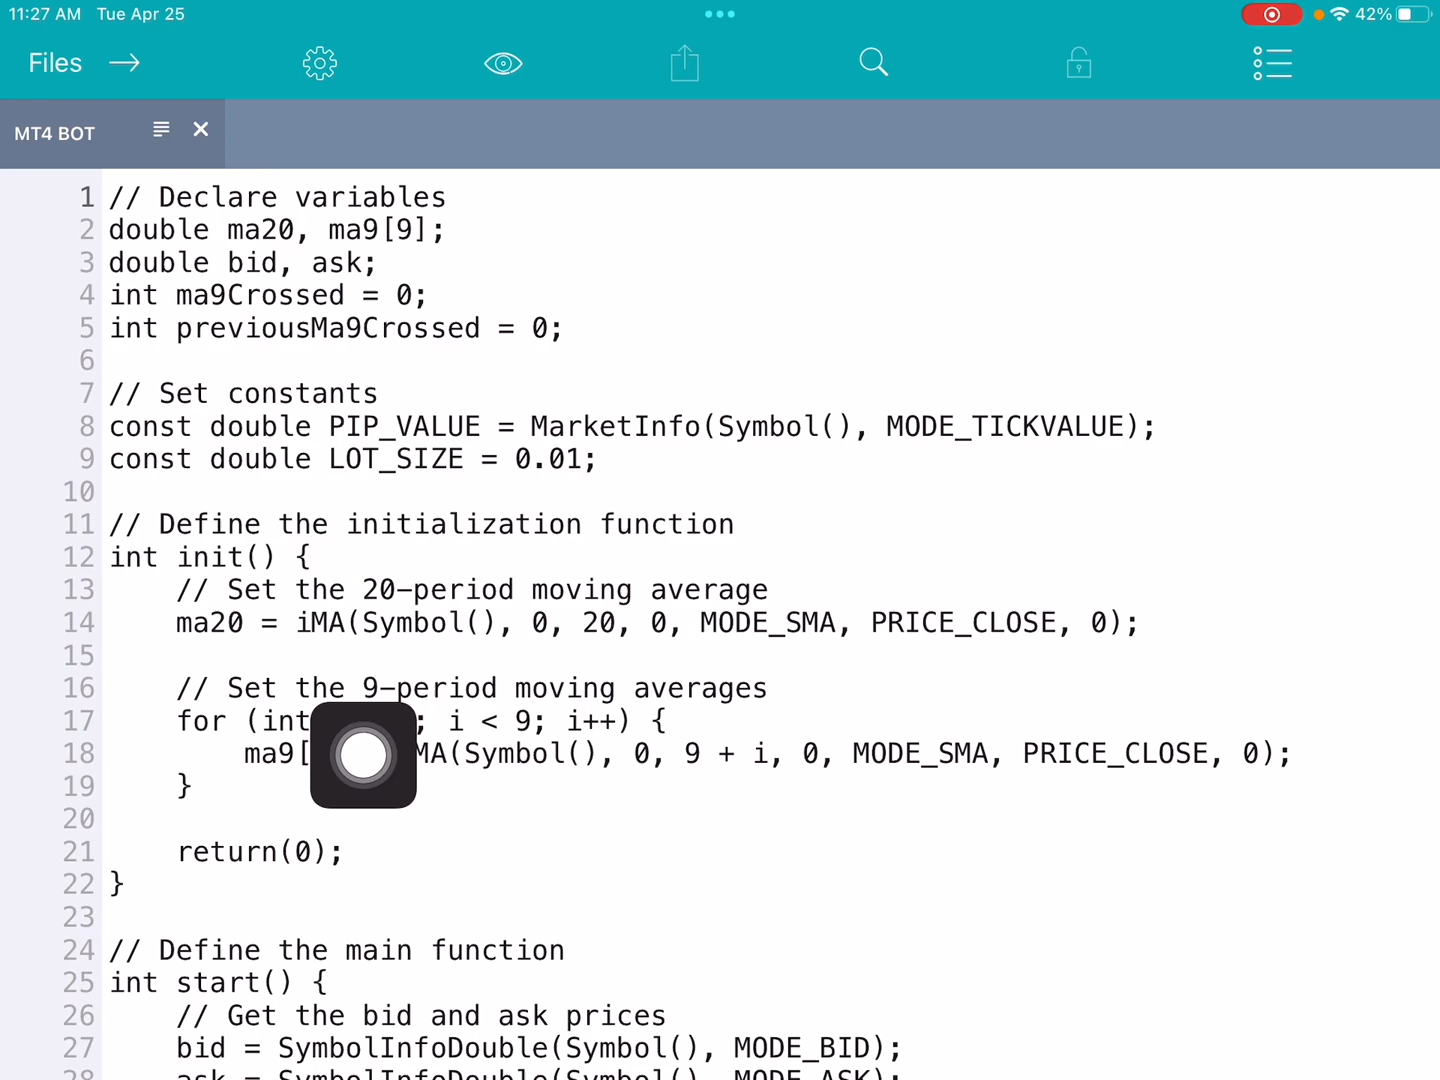 11:27 AM Tue Apr 25
42%
Files
MT4 BOT
1 // Declare variables
2 double ma20, ma9[9];
3 double bid, ask;
4 int ma9Crossed = 0;
5 int previousMa9Crossed = 0;
6
7 // Set constants
8 const double PIP_VALUE = MarketInfo(Symbol(), MODE_TICKVALUE);
9 const double LOT_SIZE = 0.01;
10
11 // Define the initialization function
12 int init() {
13 // Set the 20-period moving average
14 ma20 = iMA(Symbol(), 0, 20, 0, MODE_SMA, PRICE_CLOSE, 0);
15
16 // Set the 9-period moving averages
17 for (int ; i < 9; i++) {
18 ma9[ MA(Symbol(), 0, 9 + i, 0, MODE_SMA, PRICE_CLOSE, 0);
19 }
20
21 return(0);
22 }
23
24 // Define the main function
25 int start() {
26 // Get the bid and ask prices
27 bid = SymbolInfoDouble(Symbol(), MODE_BID);
28 ask = SymbolInfoDouble(Symbol(), MODE_ASK);